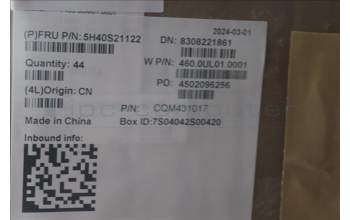 2024-03-01
(P)FRU P/N: 5H40S21122
DN: 8308221861
Quantity: 44
W P/N: 460.0UL01.0001
PO: 4502096256
(4L)Origin: CN
P/N: CQM431017
Made in China
Box ID:7S04042S00420
Inbound info: